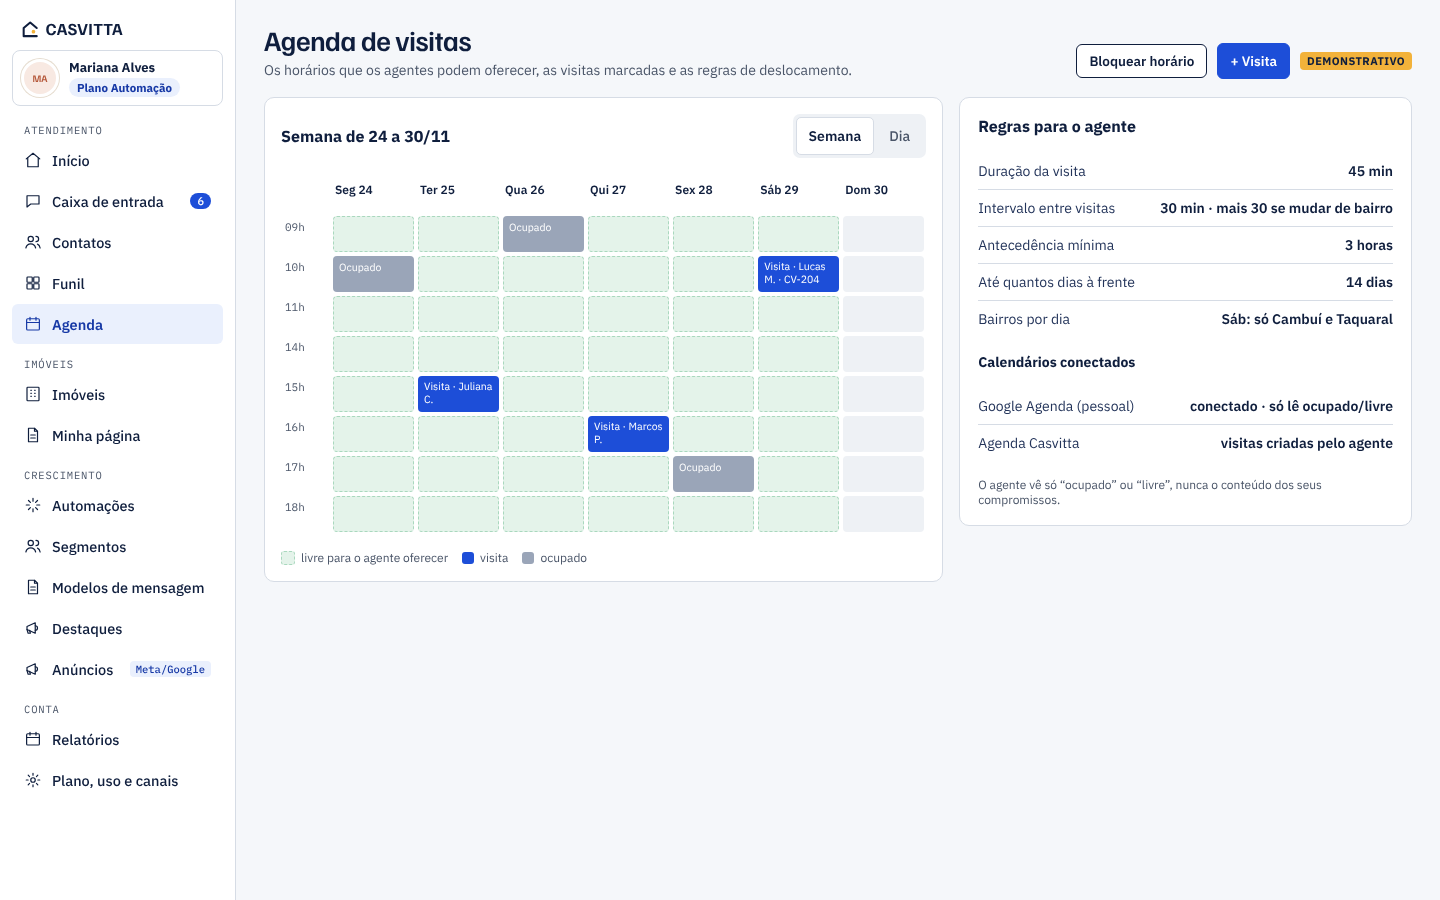 CASVITTA
MA
Mariana Alves
Plano Automação
ATENDIMENTO
Início
Caixa de entrada
6
Contatos
Funil
Agenda
IMÓVEIS
Imóveis
Minha página
CRESCIMENTO
Automações
Segmentos
Modelos de mensagem
Destaques
Anúncios
Meta/Google
CONTA
Relatórios
Plano, uso e canais
Agenda de visitas
Os horários que os agentes podem oferecer, as visitas marcadas e as regras de deslocamento.
Bloquear horário
+ Visita
DEMONSTRATIVO
Semana de 24 a 30/11
Semana
Dia
Seg 24
Ter 25
Qua 26
Qui 27
Sex 28
Sáb 29
Dom 30
09h
Ocupado
10h
Ocupado
Visita · Lucas
M. · CV-204
11h
14h
15h
Visita · Juliana
C.
16h
Visita · Marcos
P.
17h
Ocupado
18h
livre para o agente oferecer
visita
ocupado
Regras para o agente
Duração da visita
45 min
Intervalo entre visitas
30 min · mais 30 se mudar de bairro
Antecedência mínima
3 horas
Até quantos dias à frente
14 dias
Bairros por dia
Sáb: só Cambuí e Taquaral
Calendários conectados
Google Agenda (pessoal)
conectado · só lê ocupado/livre
Agenda Casvitta
visitas criadas pelo agente
O agente vê só “ocupado” ou “livre”, nunca o conteúdo dos seus
compromissos.